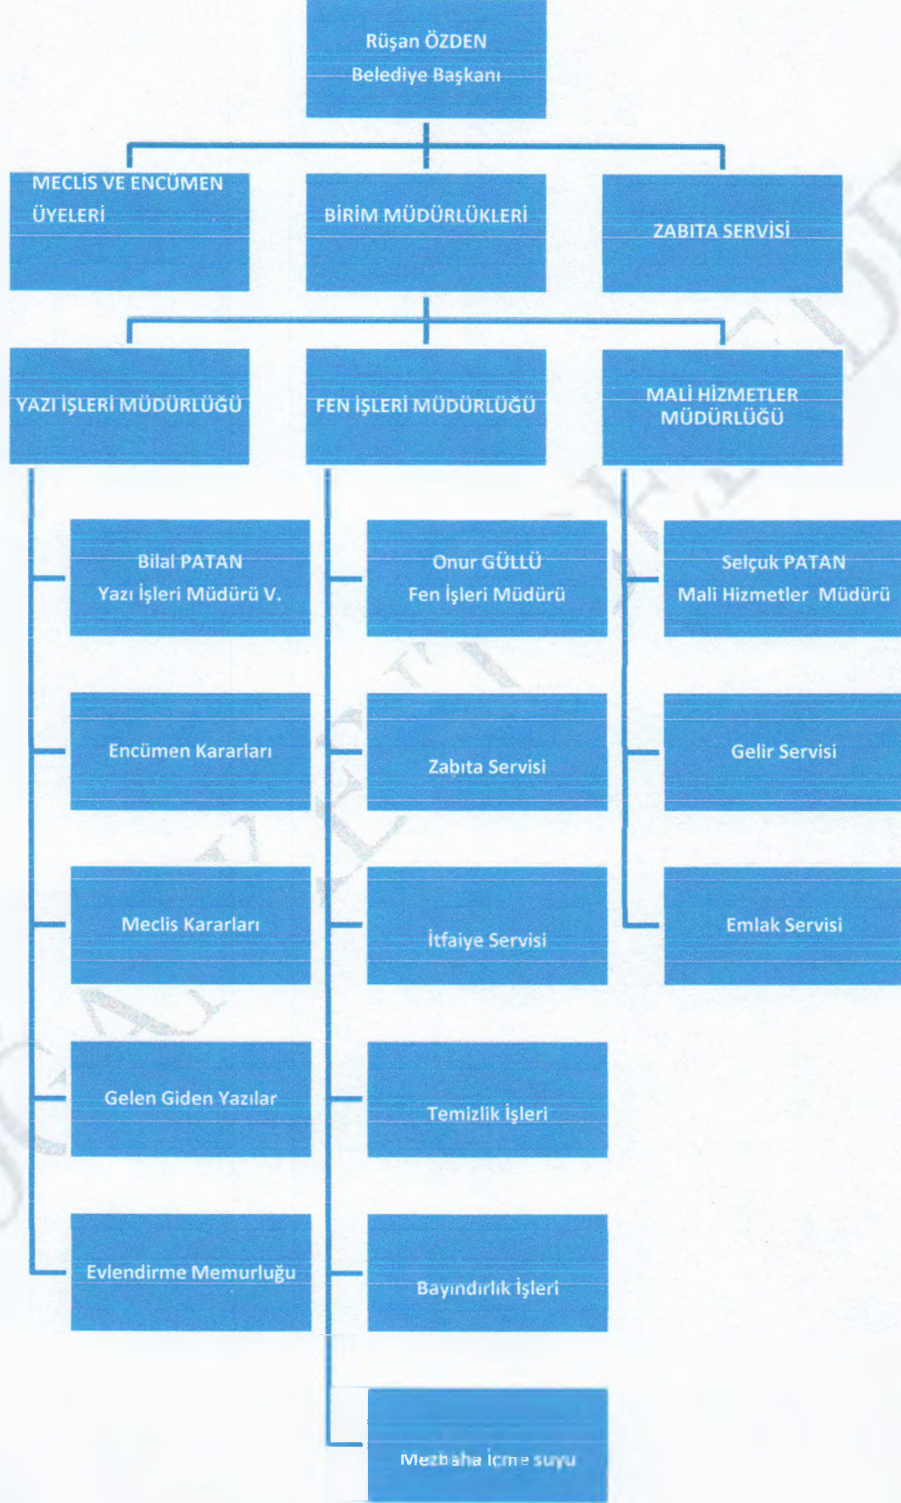 Rüşan ÖZDEN
Belediye Başkanı
MECLİS VE ENCÜMEN
ÜYELERİ
BİRİM MÜDÜRLÜKLERİ
ZABITA SERVİSİ
YAZI İŞLERİ MÜDÜRLÜĞÜ
FEN İŞLERİ MÜDÜRLÜĞÜ
MALİ HİZMETLER
MÜDÜRLÜĞÜ
Bilal PATAN
Yazı İşleri Müdürü V.
Onur GÜLLÜ
Fen İşleri Müdürü
Selçuk PATAN
Mali Hizmetler Müdürü
Encümen Kararları
Zabıta Servisi
Gelir Servisi
Meclis Kararları
İtfaiye Servisi
Emlak Servisi
Gelen Giden Yazılar
Temizlik İşleri
Evlendirme Memurluğu
Bayındırlık İşleri
Mezbaha İçme suyu